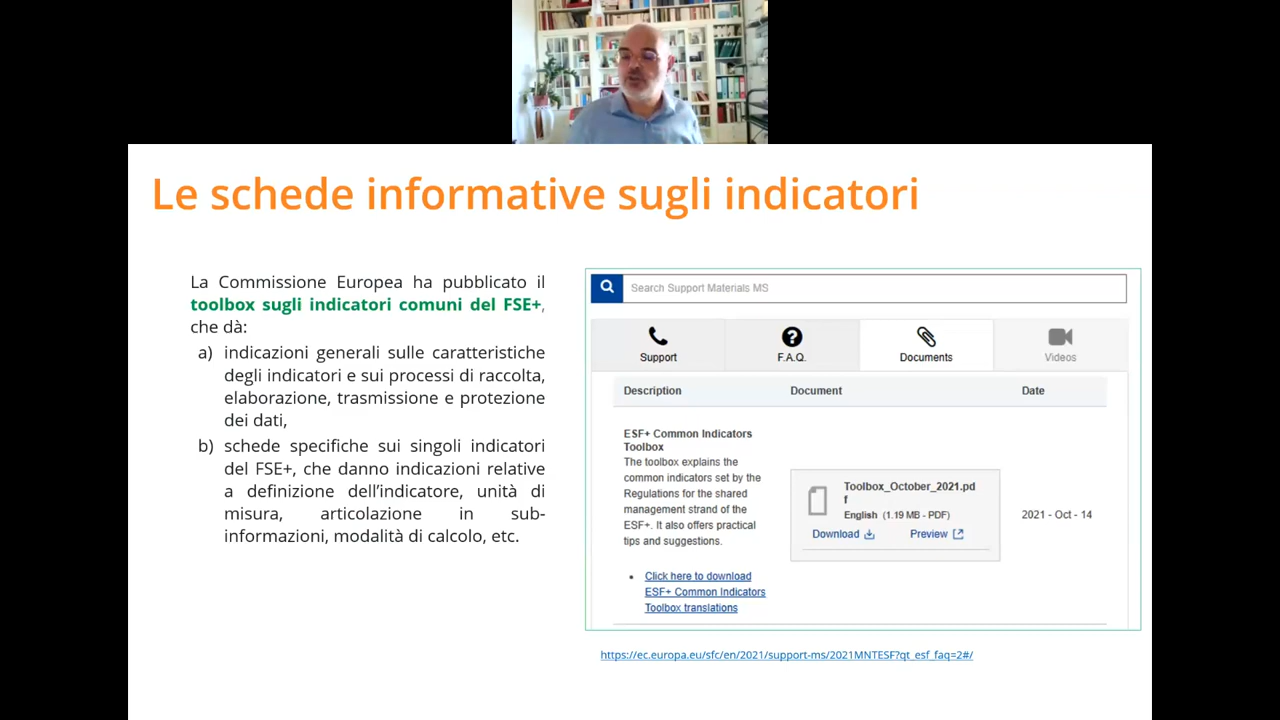 Le schede informative sugli indicatori
La Commissione Europea ha pubblicato il
toolbox sugli indicatori comuni del FSE+,
che dà:
a) indicazioni generali sulle caratteristiche
degli indicatori e sui processi di raccolta,
elaborazione, trasmissione e protezione
dei dati,
b) schede specifiche sui singoli indicatori
del FSE+, che danno indicazioni relative
a definizione dell’indicatore, unità di
misura, articolazione in sub-
informazioni, modalità di calcolo, etc.
Search Support Materials MS
Support F.A.Q. Documents Videos
Description Document Date
ESF+ Common Indicators
Toolbox
The toolbox explains the
common indicators set by the
Regulations for the shared
management strand of the
ESF+. It also offers practical
tips and suggestions.
• Click here to download
ESF+ Common Indicators
Toolbox translations
Toolbox_October_2021.pd
f
English (1.19 MB - PDF)
Download Preview
2021 - Oct - 14
https://ec.europa.eu/sfc/en/2021/support-ms/2021MNTESF?qt_esf_faq=2#/